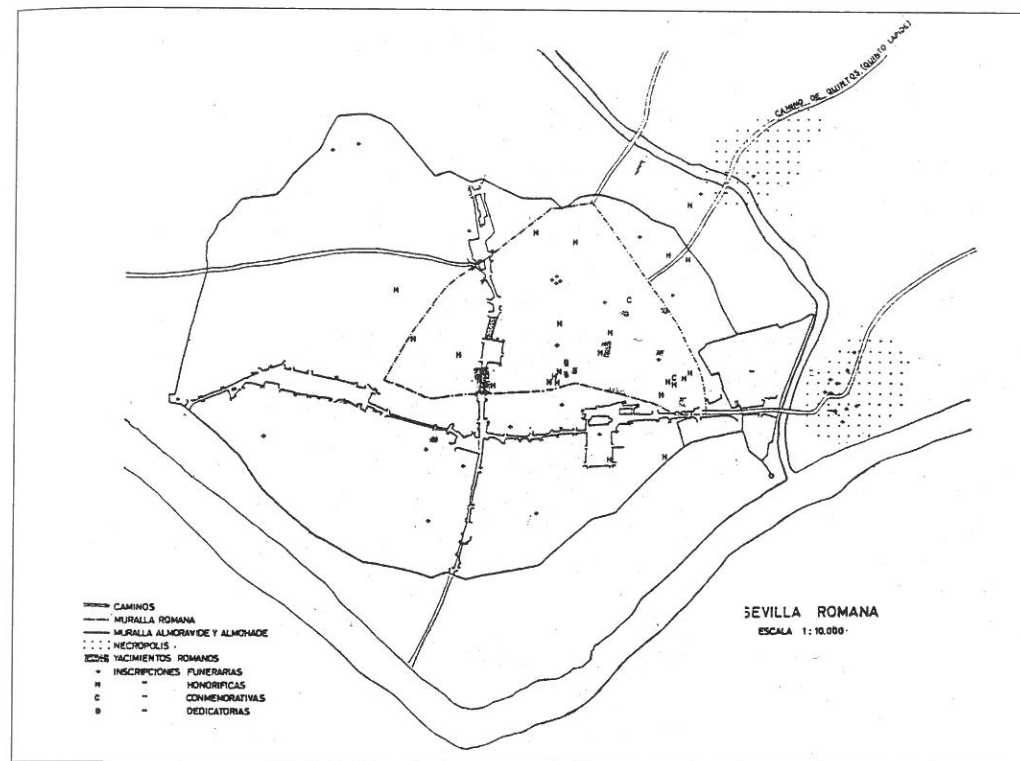 CAMINO DE QUINTOS (QUINTO LAPIDE)
SEVILLA ROMANA
ESCALA 1:10.000.
CAMINOS
MURALLA ROMANA
MURALLA ALMORAVIDE Y ALMOHADE
NECROPOLIS
YACIMIENTOS ROMANOS
+ INSCRIPCIONES FUNERARIAS
H " HONORIFICAS
C " CONMEMORATIVAS
D " DEDICATORIAS